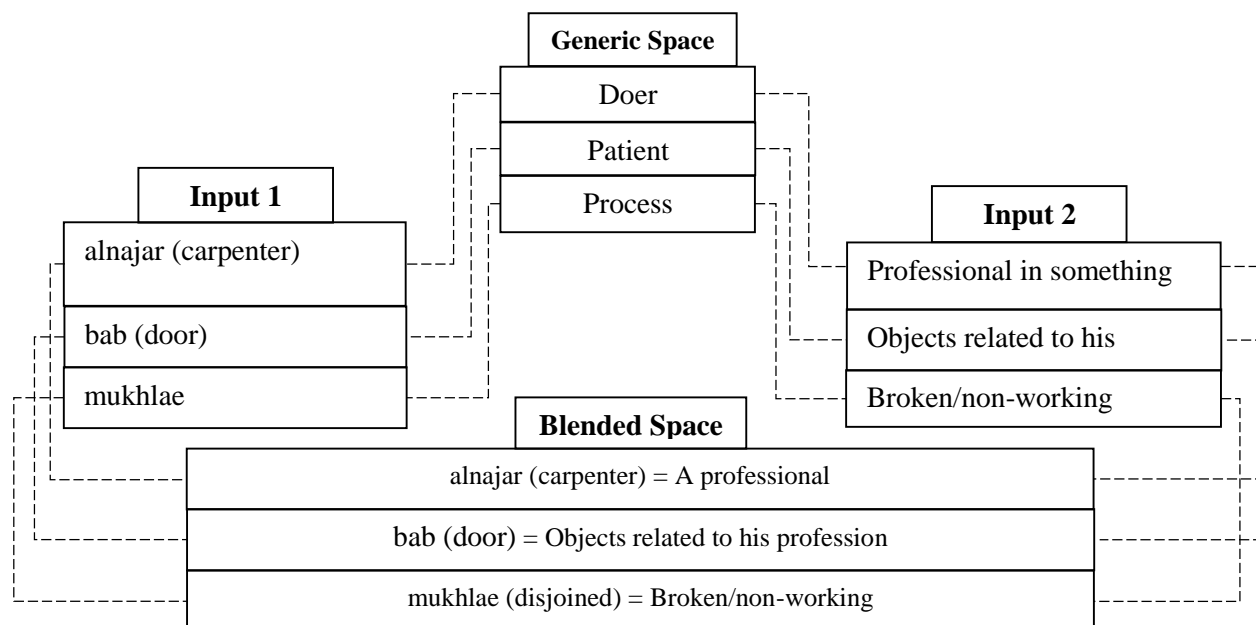 Generic Space
Doer
Patient
Process
Input 1
alnajar (carpenter)
bab (door)
mukhlae
Input 2
Professional in something
Objects related to his
Broken/non-working
Blended Space
alnajar (carpenter) = A professional
bab (door) = Objects related to his profession
mukhlae (disjoined) = Broken/non-working